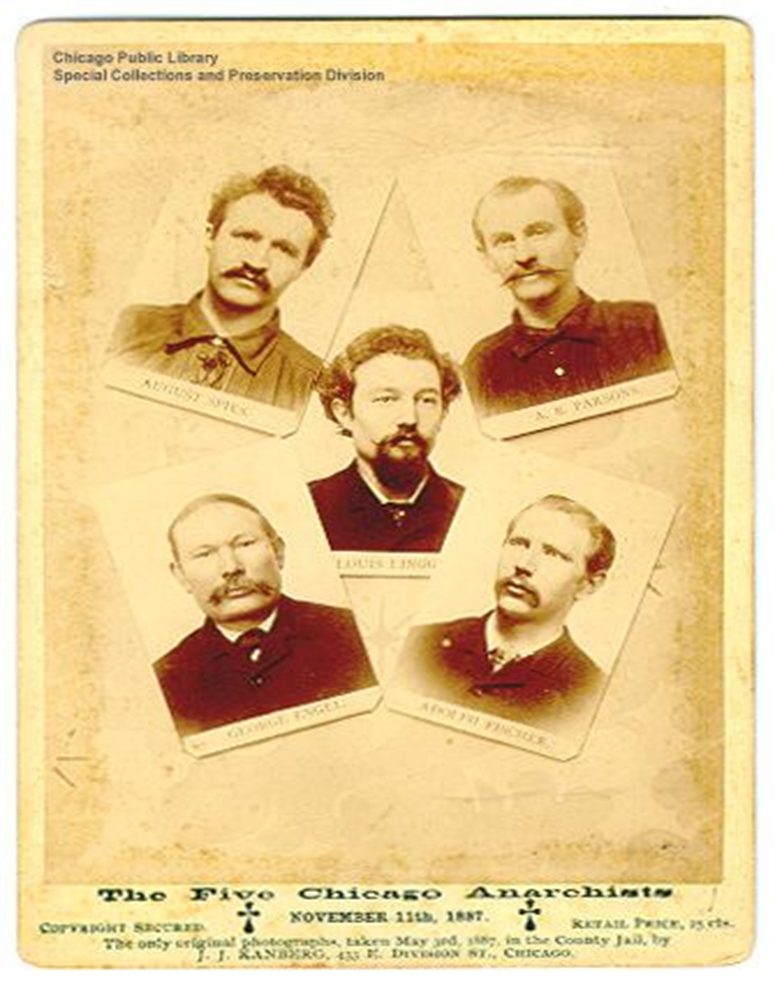 Chicago Public Library
Special Collections and Preservation Division
AUGUST SPIES.
A. R. PARSONS.
LOUIS LINGG
GEORGE ENGEL.
ADOLPH FISCHER.
The Five Chicago Anarchists
NOVEMBER 11th, 1887.
COPYRIGHT SECURED.
RETAIL PRICE, 25 cts.
The only original photographs, taken May 3rd, 1887, in the County Jail, by
J. J. KANBERG, 433 E. DIVISION ST., CHICAGO.